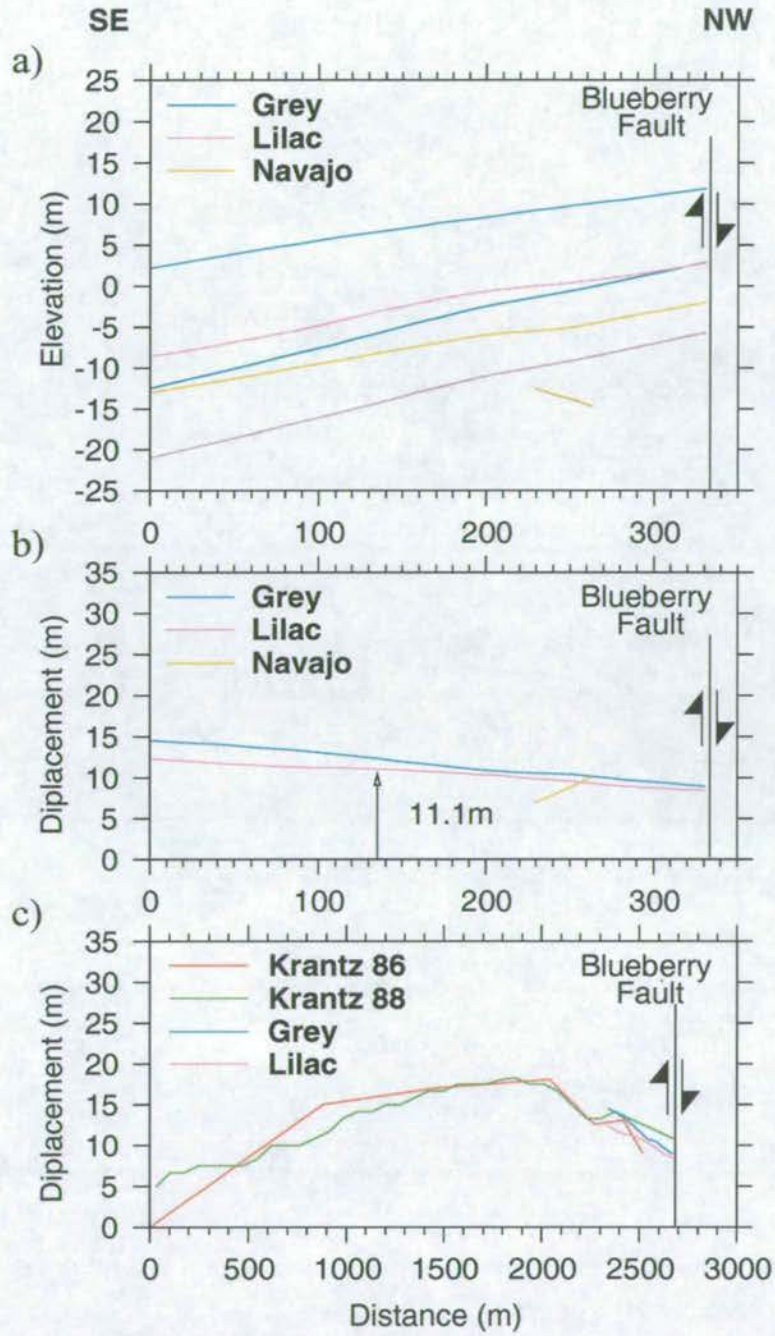 SE NW
a)
25
20
15
10
5
0
-5
-10
-15
-20
-25
Elevation (m)
Grey
Lilac
Navajo
Blueberry
Fault
0 100 200 300
b)
35
30
25
20
15
10
5
0
Diplacement (m)
Grey
Lilac
Navajo
Blueberry
Fault
11.1m
0 100 200 300
c)
35
30
25
20
15
10
5
0
Diplacement (m)
Krantz 86
Krantz 88
Grey
Lilac
Blueberry
Fault
0 500 1000 1500 2000 2500 3000
Distance (m)